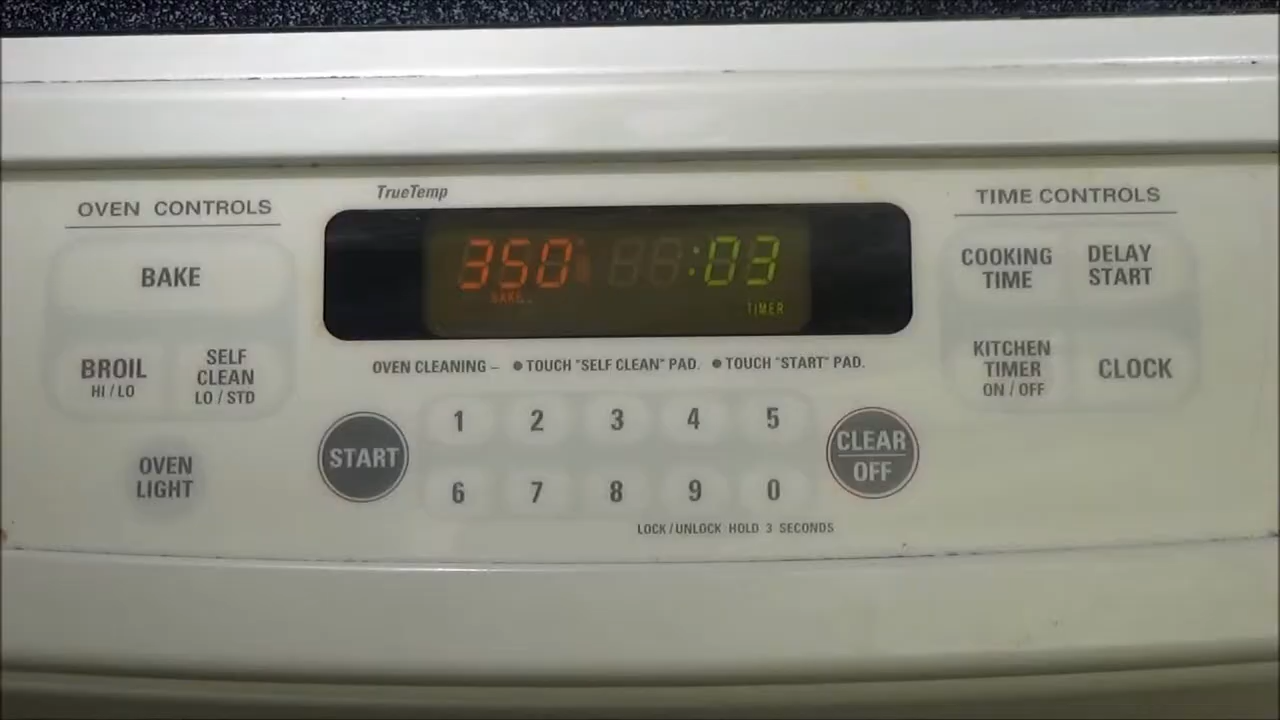 TrueTemp
OVEN CONTROLS
TIME CONTROLS
350 :03
BAKE
TIMER
BAKE
BROIL
HI / LO
SELF
CLEAN
LO / STD
OVEN
LIGHT
OVEN CLEANING – ● TOUCH "SELF CLEAN" PAD. ● TOUCH "START" PAD.
START
1 2 3 4 5
6 7 8 9 0
LOCK / UNLOCK HOLD 3 SECONDS
CLEAR
OFF
COOKING
TIME
DELAY
START
KITCHEN
TIMER
ON / OFF
CLOCK